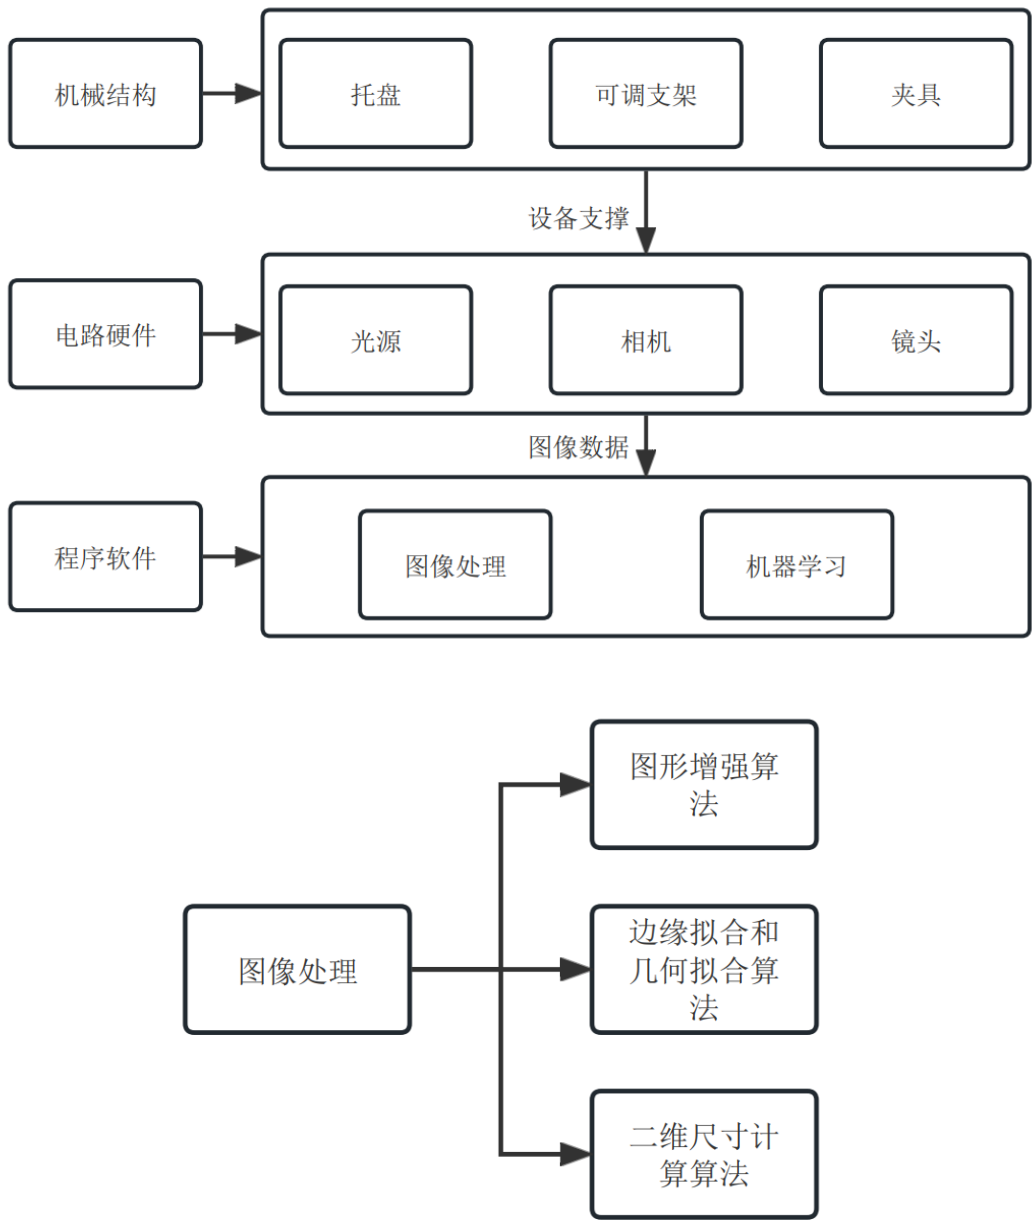 机械结构
托盘
可调支架
夹具
设备支撑
电路硬件
光源
相机
镜头
图像数据
程序软件
图像处理
机器学习
图形增强算
法
图像处理
边缘拟合和
几何拟合算
法
二维尺寸计
算算法